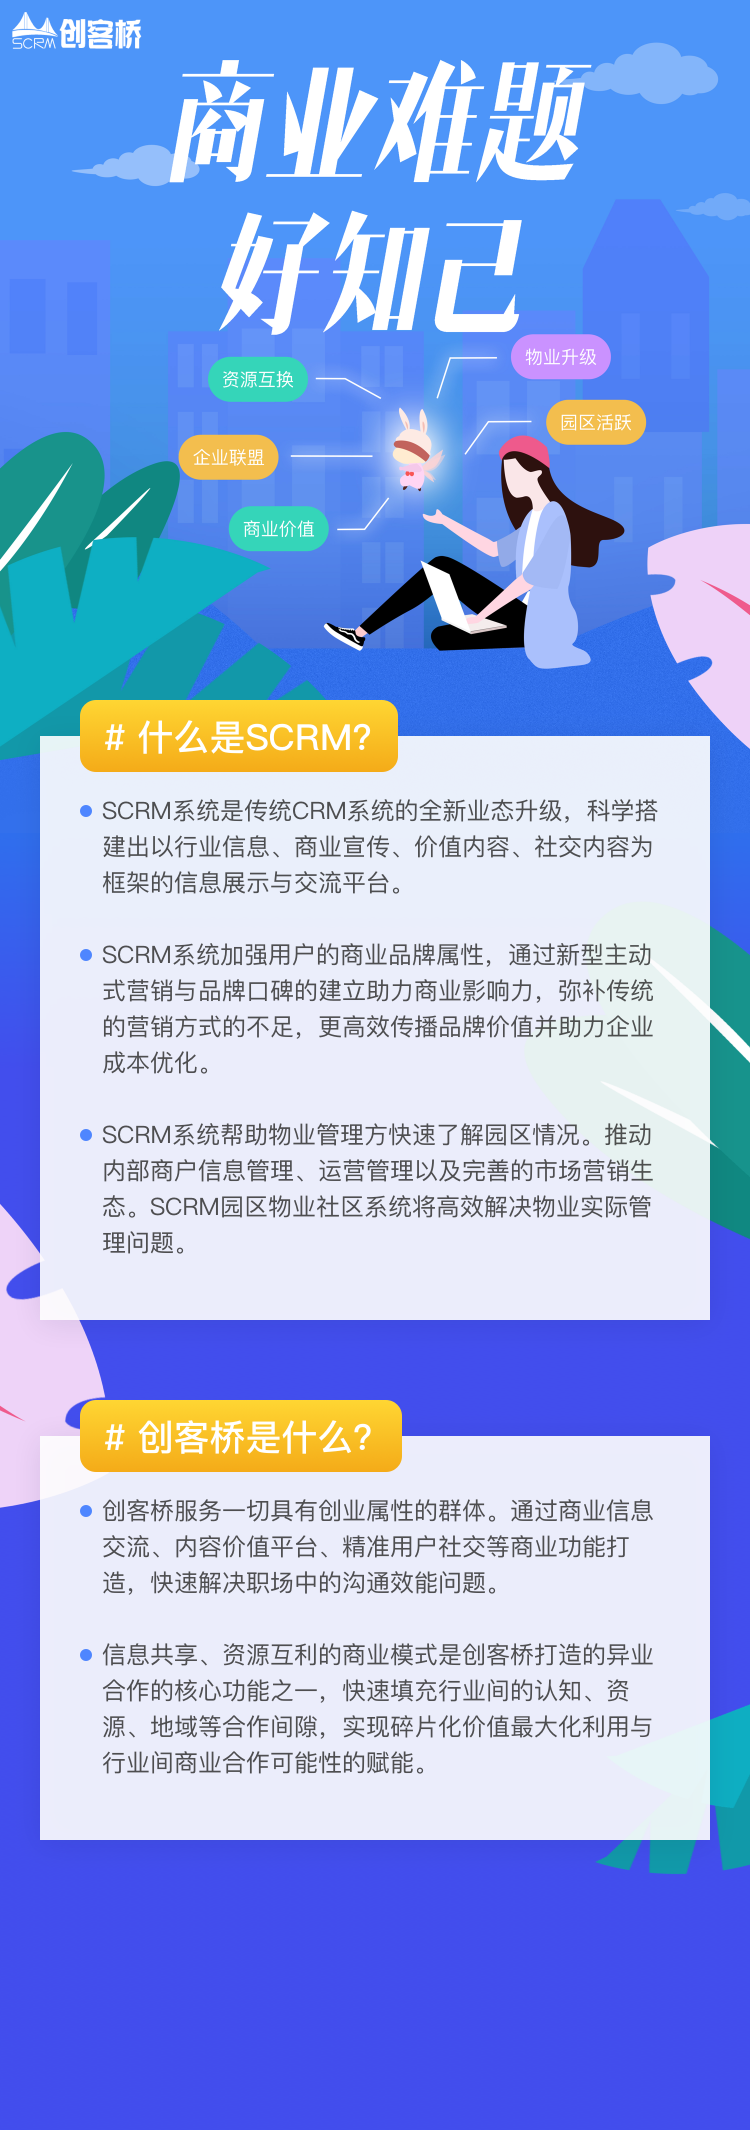 SCRM 创客桥
商业难题
好知己
物业升级
资源互换
园区活跃
企业联盟
商业价值
# 什么是SCRM?
SCRM系统是传统CRM系统的全新业态升级，科学搭
建出以行业信息、商业宣传、价值内容、社交内容为
框架的信息展示与交流平台。
SCRM系统加强用户的商业品牌属性，通过新型主动
式营销与品牌口碑的建立助力商业影响力，弥补传统
的营销方式的不足，更高效传播品牌价值并助力企业
成本优化。
SCRM系统帮助物业管理方快速了解园区情况。推动
内部商户信息管理、运营管理以及完善的市场营销生
态。SCRM园区物业社区系统将高效解决物业实际管
理问题。
# 创客桥是什么?
创客桥服务一切具有创业属性的群体。通过商业信息
交流、内容价值平台、精准用户社交等商业功能打
造，快速解决职场中的沟通效能问题。
信息共享、资源互利的商业模式是创客桥打造的异业
合作的核心功能之一，快速填充行业间的认知、资
源、地域等合作间隙，实现碎片化价值最大化利用与
行业间商业合作可能性的赋能。